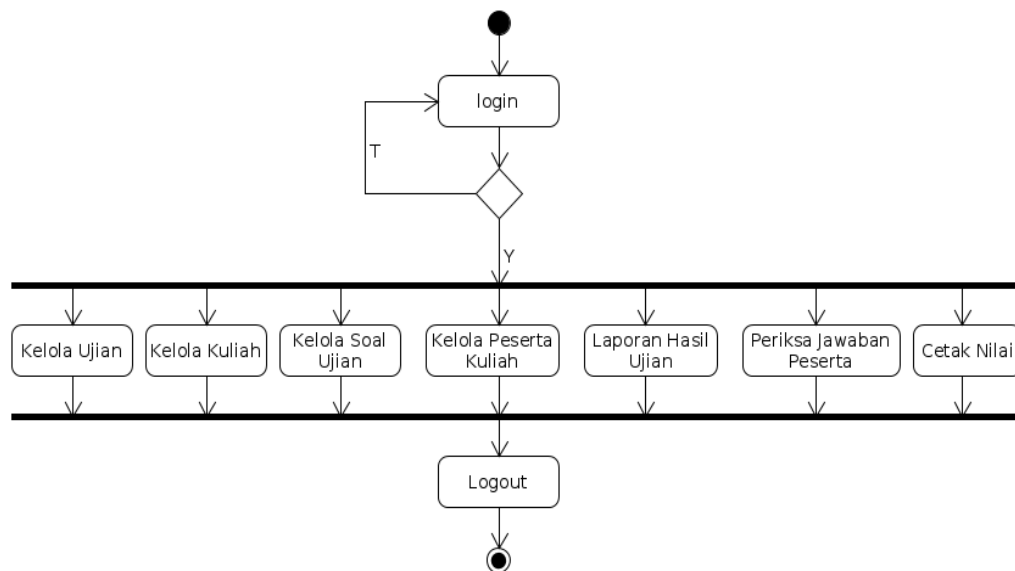 login
T
Y
Kelola Ujian
Kelola Kuliah
Kelola Soal
Ujian
Kelola Peserta
Kuliah
Laporan Hasil
Ujian
Periksa Jawaban
Peserta
Cetak Nilai
Logout